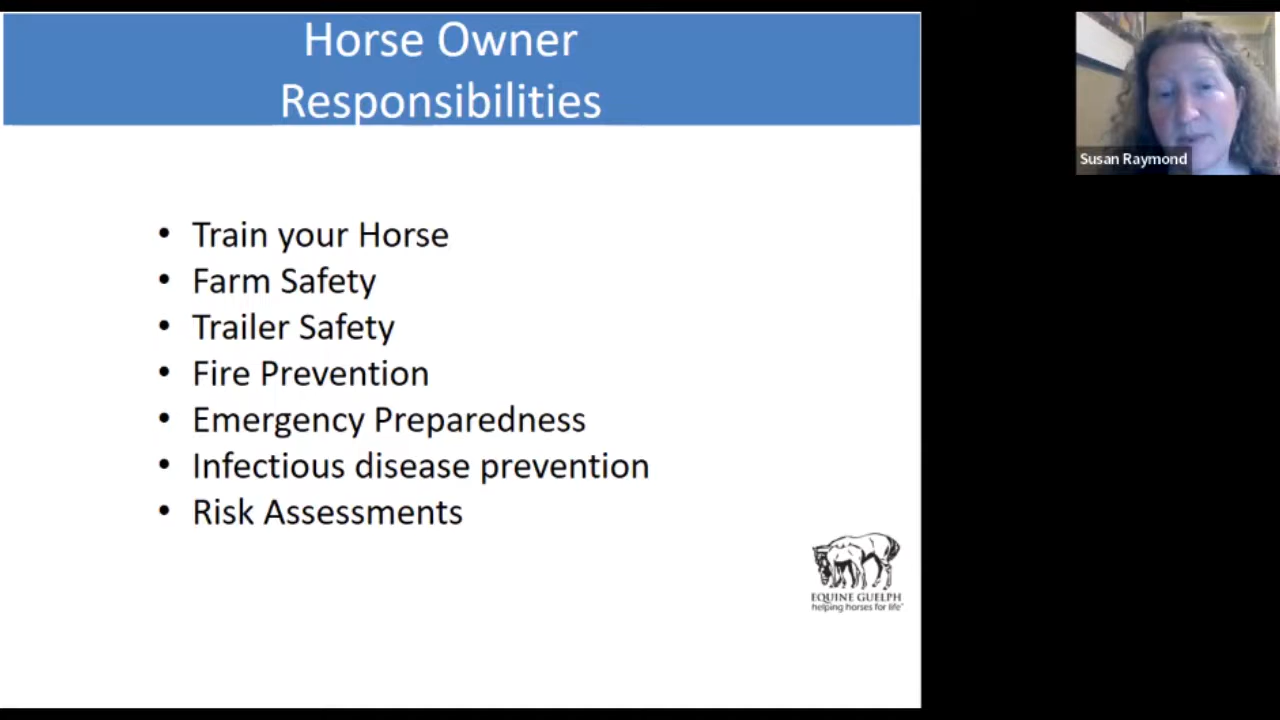 Horse Owner
Responsibilities
Susan Raymond
• Train your Horse
• Farm Safety
• Trailer Safety
• Fire Prevention
• Emergency Preparedness
• Infectious disease prevention
• Risk Assessments
EQUINE GUELPH
helping horses for life™